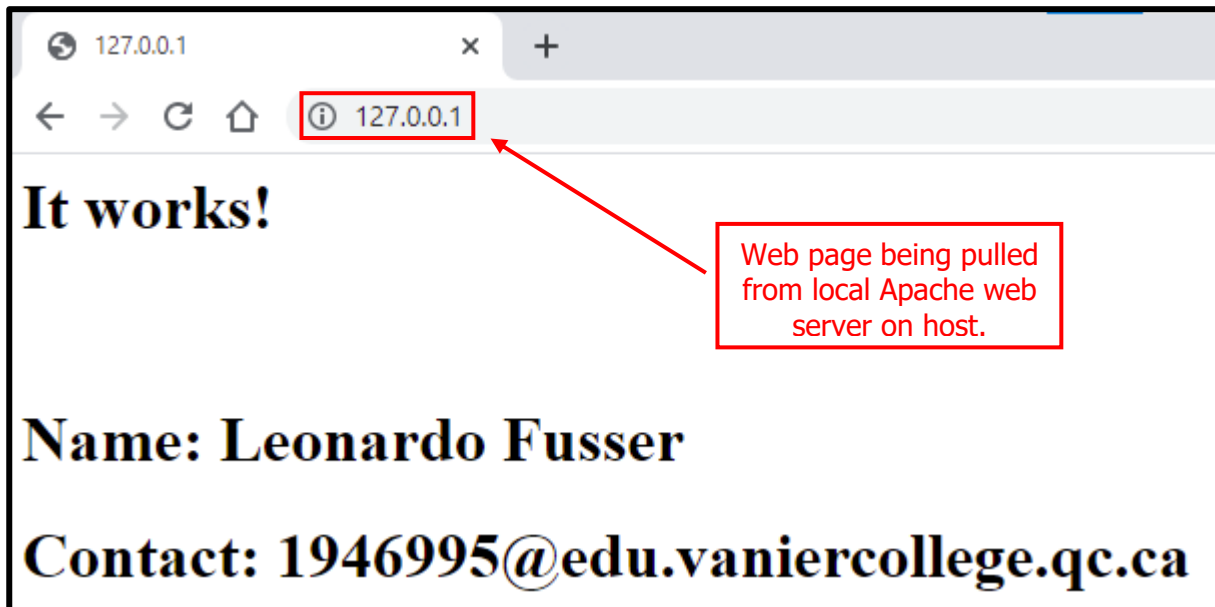 127.0.0.1
127.0.0.1
It works!
Web page being pulled
from local Apache web
server on host.
Name: Leonardo Fusser
Contact: 1946995@edu.vaniercollege.qc.ca